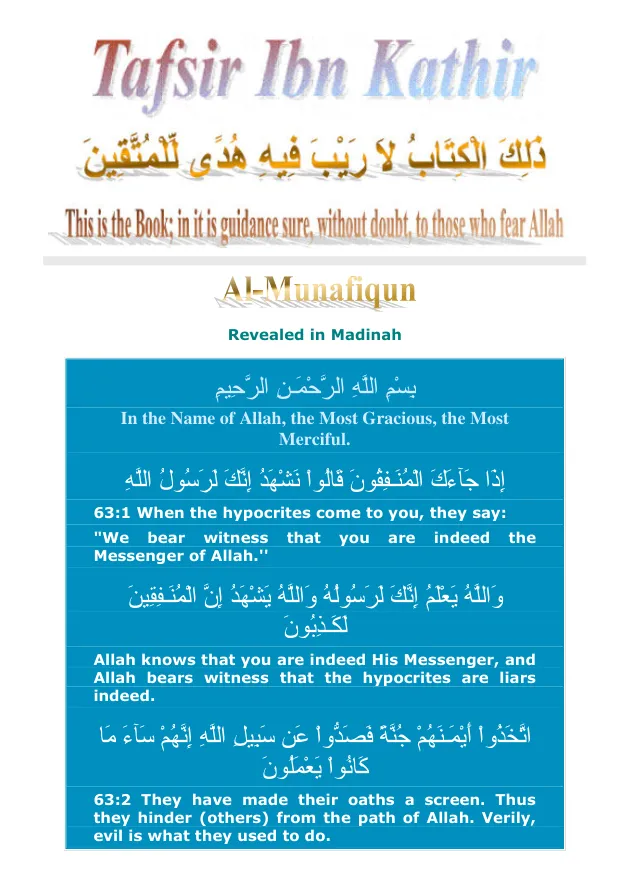 Tafsir Ibn Kathir
ذَلِكَ الْكِتَابُ لاَ رَيْبَ فِيهِ هُدًى لِّلْمُتَّقِينَ
This is the Book; in it is guidance sure, without doubt, to those who fear Allah
Al-Munafiqun
Revealed in Madinah
بِسْمِ اللَّهِ الرَّحْمَـنِ الرَّحِيمِ
In the Name of Allah, the Most Gracious, the Most
Merciful.
إِذَا جَآءَكَ الْمُنَـفِقُونَ قَالُواْ نَشْهَدُ إِنَّكَ لَرَسُولُ اللَّهِ
63:1 When the hypocrites come to you, they say:
"We bear witness that you are indeed the
Messenger of Allah.''
وَاللَّهُ يَعْلَمُ إِنَّكَ لَرَسُولُهُ وَاللَّهُ يَشْهَدُ إِنَّ الْمُنَـفِقِينَ
لَكَـذِبُونَ
Allah knows that you are indeed His Messenger, and
Allah bears witness that the hypocrites are liars
indeed.
اتَّخَذُواْ أَيْمَـنَهُمْ جُنَّةً فَصَدُّواْ عَن سَبِيلِ اللَّهِ إِنَّهُمْ سَآءَ مَا
كَانُواْ يَعْمَلُونَ
63:2 They have made their oaths a screen. Thus
they hinder (others) from the path of Allah. Verily,
evil is what they used to do.